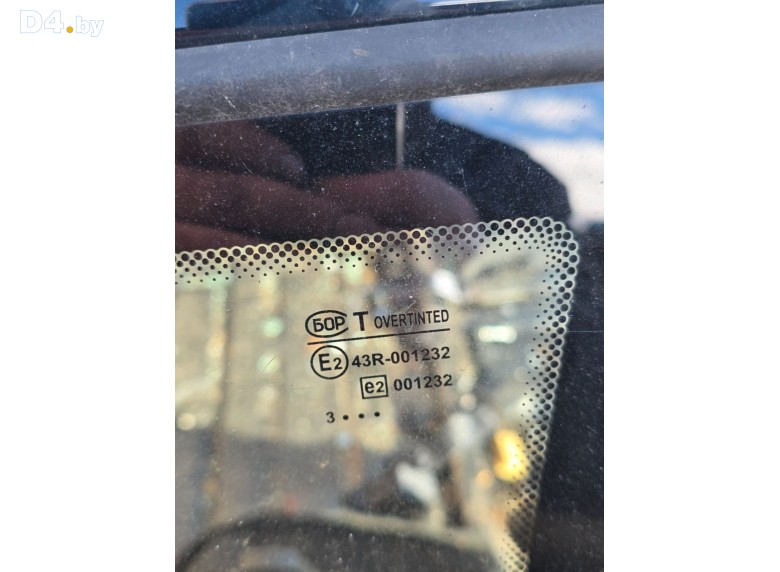 D4.by
БОР T OVERTINTED
E2 43R-001232
e2 001232
3 • • •